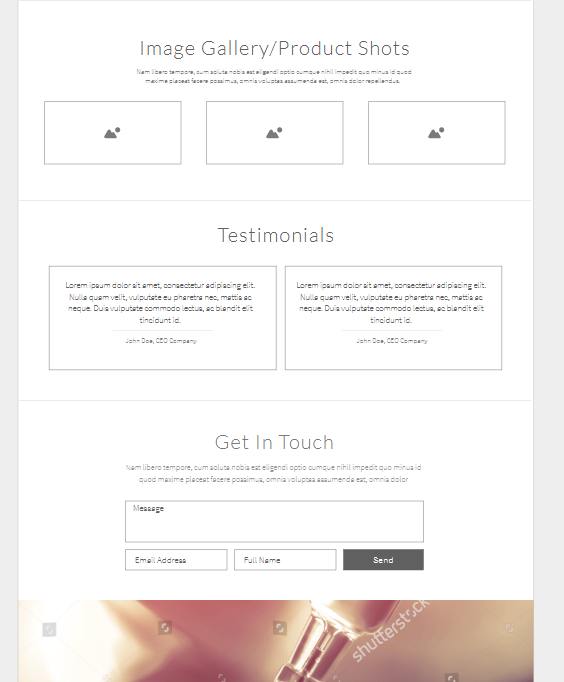 Image Gallery/Product Shots
Nam libero tempore, cum soluta nobis est eligendi optio cumque nihil impedit quo minus id quod
maxime placeat facere possimus, omnis voluptas assumenda est, omnis dolor repellendus.
Testimonials
Lorem ipsum dolor sit amet, consectetur adipiscing elit.
Nulla quam velit, vulputate eu pharetra nec, mattis ac
neque. Duis vulputate commodo lectus, ac blandit elit
tincidunt id.
John Doe, CEO Company
Lorem ipsum dolor sit amet, consectetur adipiscing elit.
Nulla quam velit, vulputate eu pharetra nec, mattis ac
neque. Duis vulputate commodo lectus, ac blandit elit
tincidunt id.
John Doe, CEO Company
Get In Touch
Nam libero tempore, cum soluta nobis est eligendi optio cumque nihil impedit quo minus id
quod maxime placeat facere possimus, omnis voluptas assumenda est, omnis dolor
Message
Email Address
Full Name
Send
shutterstock